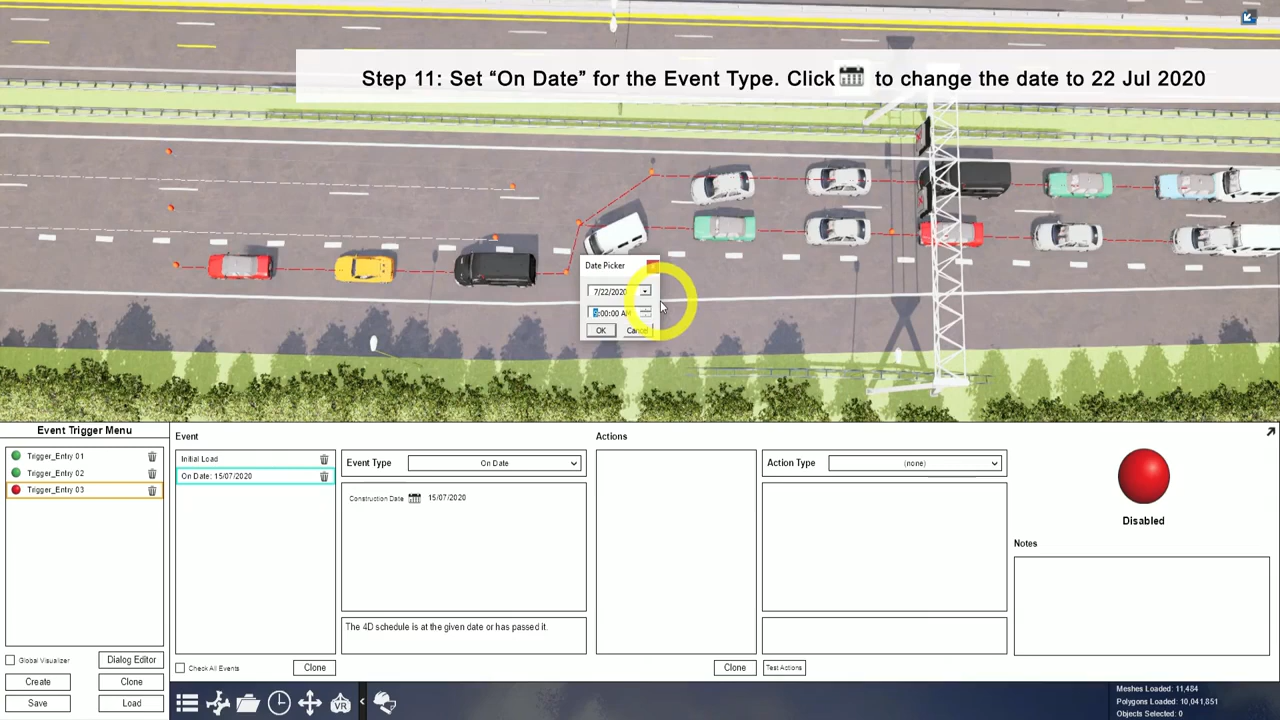 Step 11: Set “On Date” for the Event Type. Click to change the date to 22 Jul 2020
Date Picker
7/22/2020
:00:00 AM
OK
Cancel
Event Trigger Menu
Trigger_Entry 01
Trigger_Entry 02
Trigger_Entry 03
Global Visualizer
Dialog Editor
Create
Clone
Save
Load
Event
Initial Load
On Date: 15/07/2020
Check All Events
Clone
Event Type
On Date
Construction Date 15/07/2020
The 4D schedule is at the given date or has passed it.
Actions
Clone
Test Actions
Action Type
(none)
Disabled
Notes
VR
Meshes Loaded: 11,484
Polygons Loaded: 10,041,851
Objects Selected: 0